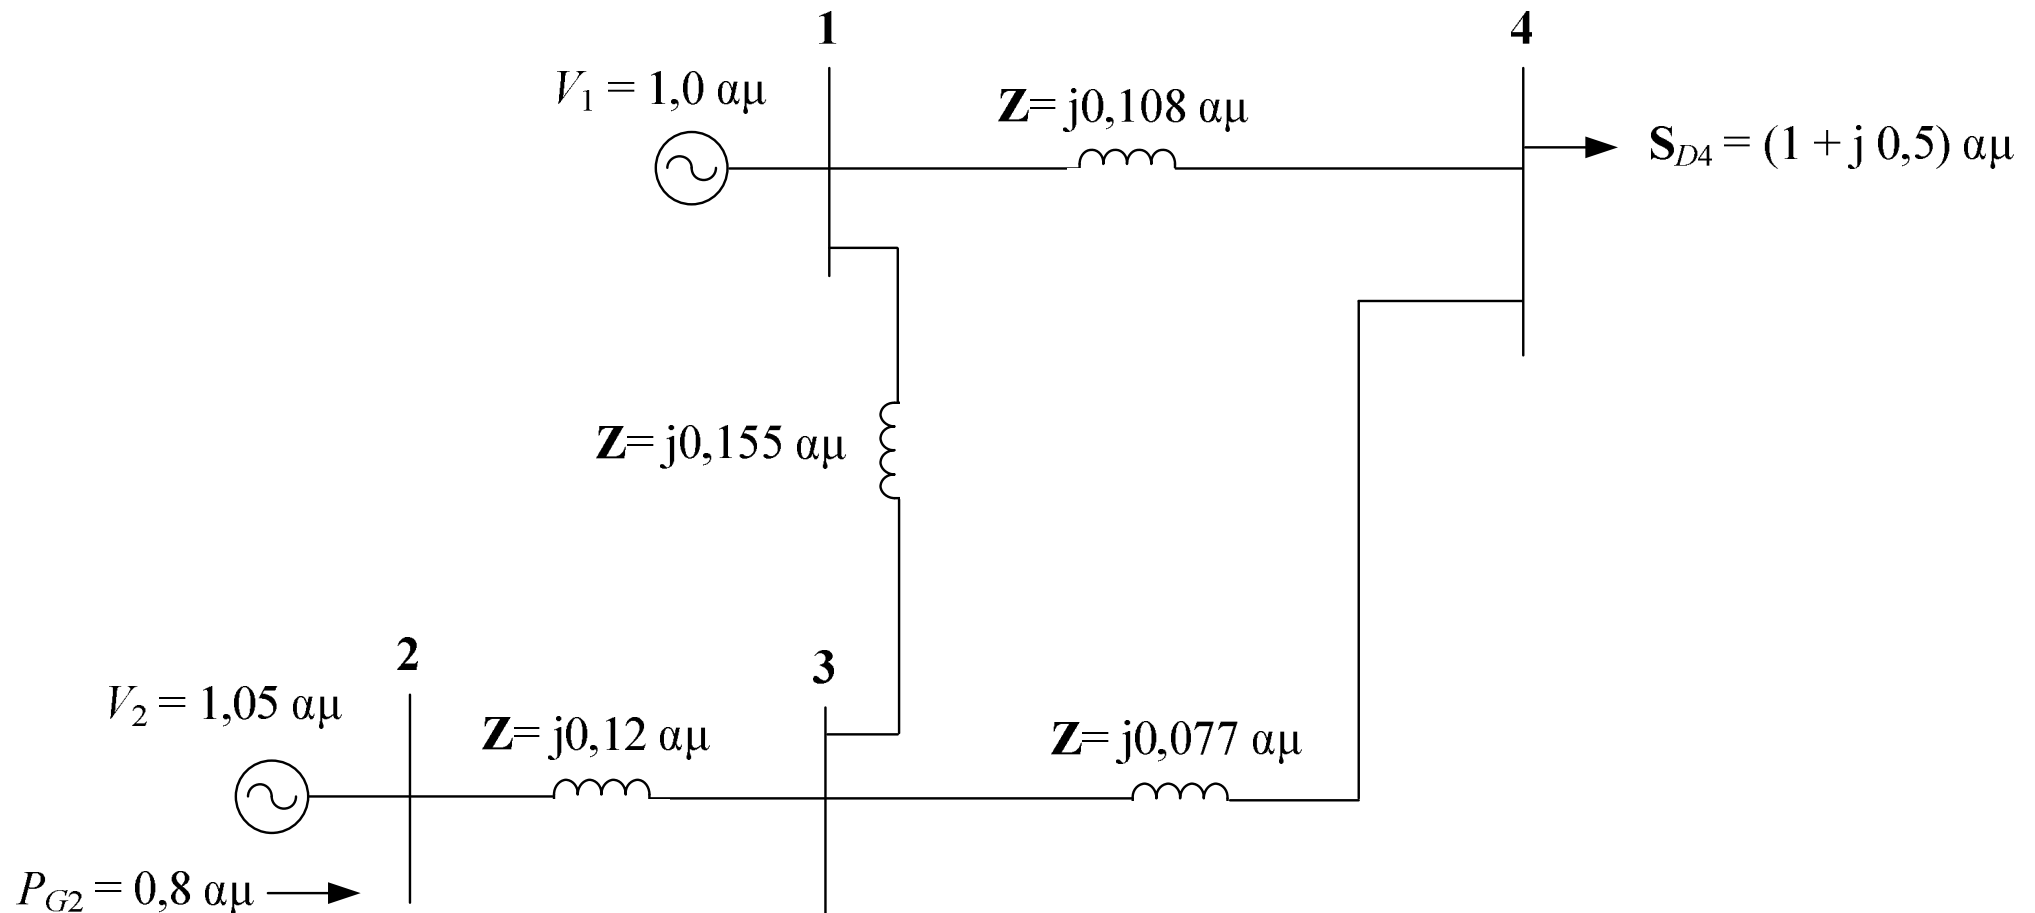 1
4
V1 = 1,0 αμ
Z= j0,108 αμ
SD4 = (1 + j 0,5) αμ
Z= j0,155 αμ
2
3
V2 = 1,05 αμ
Z= j0,12 αμ
Z= j0,077 αμ
PG2 = 0,8 αμ